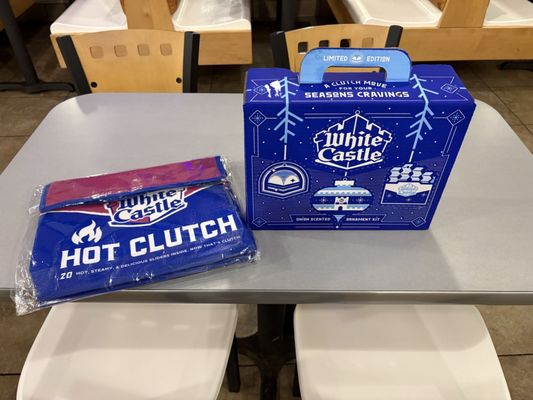 LIMITED EDITION
A CLUTCH MOVE
FOR YOUR
SEASONS CRAVINGS
White
Castle
ONION SCENTED ORNAMENT KIT
White
Castle
HOT CLUTCH
20 HOT, STEAMY, & DELICIOUS SLIDERS INSIDE. NOW THAT'S CLUTCH!